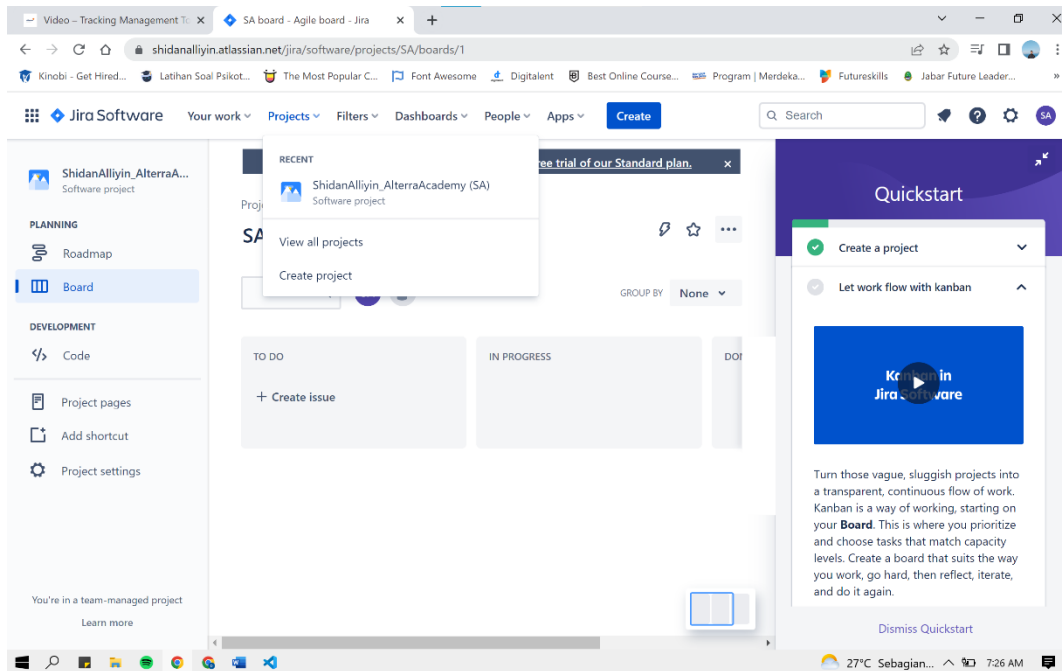 Video – Tracking Management To
SA board - Agile board - Jira
shidanalliyin.atlassian.net/jira/software/projects/SA/boards/1
Kinobi - Get Hired...
Latihan Soal Psikot...
The Most Popular C...
Font Awesome
Digitalent
Best Online Course...
Program | Merdeka...
Futureskills
Jabar Future Leader...
»
Jira Software
Your work
Projects
Filters
Dashboards
People
Apps
Create
Search
SA
ShidanAlliyin_AlterraA...
Software project
PLANNING
Roadmap
Board
DEVELOPMENT
Code
Project pages
Add shortcut
Project settings
You're in a team-managed project
Learn more
RECENT
ShidanAlliyin_AlterraAcademy (SA)
Software project
View all projects
Create project
ree trial of our Standard plan.
Proj
SA
GROUP BY
None
TO DO
IN PROGRESS
DO
+ Create issue
Quickstart
Create a project
Let work flow with kanban
Kanban in
Jira Software
Turn those vague, sluggish projects into
a transparent, continuous flow of work.
Kanban is a way of working, starting on
your Board. This is where you prioritize
and choose tasks that match capacity
levels. Create a board that suits the way
you work, go hard, then reflect, iterate,
and do it again.
Dismiss Quickstart
27°C Sebagian...
7:26 AM